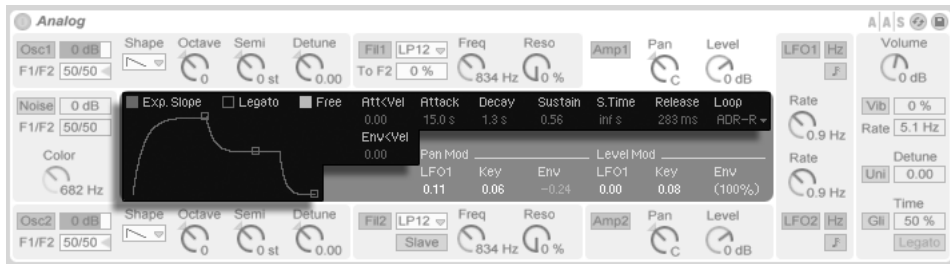 Analog A|A|S
Osc1 0 dB Shape Octave Semi Detune Fil1 LP12 Freq Reso Amp1 Pan Level LFO1 Hz Volume
F1/F2 50/50 0 0 st 0.00 To F2 0 % 834 Hz 0 % C 0 dB 0 dB
Noise 0 dB Exp. Slope Legato Free Att<Vel Attack Decay Sustain S.Time Release Loop Rate Vib 0 %
0.00 15.0 s 1.3 s 0.56 inf s 283 ms ADR-R
F1/F2 50/50 Env<Vel 0.9 Hz Rate 5.1 Hz
Color 0.00 Pan Mod Level Mod Rate Detune
LFO1 Key Env LFO1 Key Env Uni 0.00
682 Hz 0.11 0.06 -0.24 0.00 0.08 (100%) 0.9 Hz
Time
Osc2 0 dB Shape Octave Semi Detune Fil2 LP12 Freq Reso Amp2 Pan Level LFO2 Hz Gli 50 %
F1/F2 50/50 0 0 st 0.00 Slave 834 Hz 0 % C 0 dB Legato